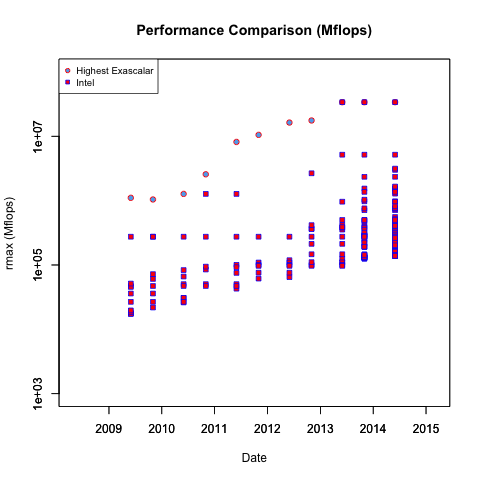 Performance Comparison (Mflops)
Highest Exascalar
Intel
rmax (Mflops)
1e+07
1e+05
1e+03
2009 2010 2011 2012 2013 2014 2015
Date